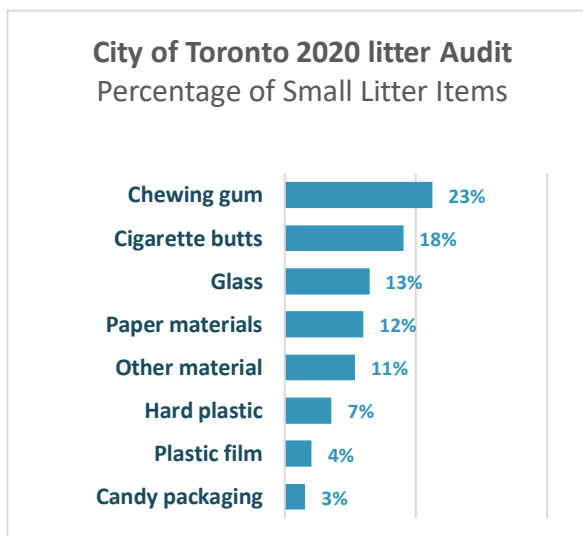 City of Toronto 2020 litter Audit
Percentage of Small Litter Items
Chewing gum 23%
Cigarette butts 18%
Glass 13%
Paper materials 12%
Other material 11%
Hard plastic 7%
Plastic film 4%
Candy packaging 3%